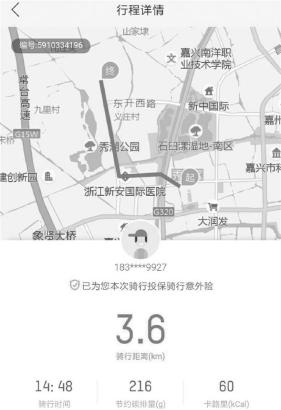 行程详情
山家埭
编号:5910334196
嘉兴南洋职
业技术学院
终
常台高速
九里村
东升西路
义庄村
新中国际
G15W
秀湖公园
石臼漾湿地-南区
嘉兴市科
建创新园
起
浙江新安国际医院
G320
大润发
象贤大桥
183****9927
已为您本次骑行投保骑行意外险
3.6
骑行距离(km)
14:48
216
60
骑行时间
节约碳排量(g)
卡路里(kCal)